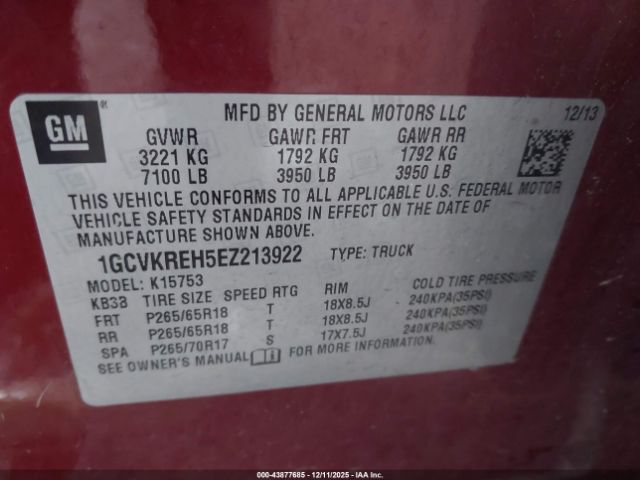 GM
MFD BY GENERAL MOTORS LLC 12/13
GVWR GAWR FRT GAWR RR
3221 KG 1792 KG 1792 KG
7100 LB 3950 LB 3950 LB
THIS VEHICLE CONFORMS TO ALL APPLICABLE U.S. FEDERAL MOTOR
VEHICLE SAFETY STANDARDS IN EFFECT ON THE DATE OF
MANUFACTURE SHOWN ABOVE.
1GCVKREH5EZ213922 TYPE: TRUCK
MODEL: K15753
KB3B TIRE SIZE SPEED RTG RIM COLD TIRE PRESSURE
FRT P265/65R18 T 18X8.5J 240KPA(35PSI)
RR P265/65R18 T 18X8.5J 240KPA(35PSI)
SPA P265/70R17 S 17X7.5J 240KPA(35PSI)
SEE OWNER'S MANUAL FOR MORE INFORMATION.
000-43877685 - 12/11/2025 - IAAI.COM